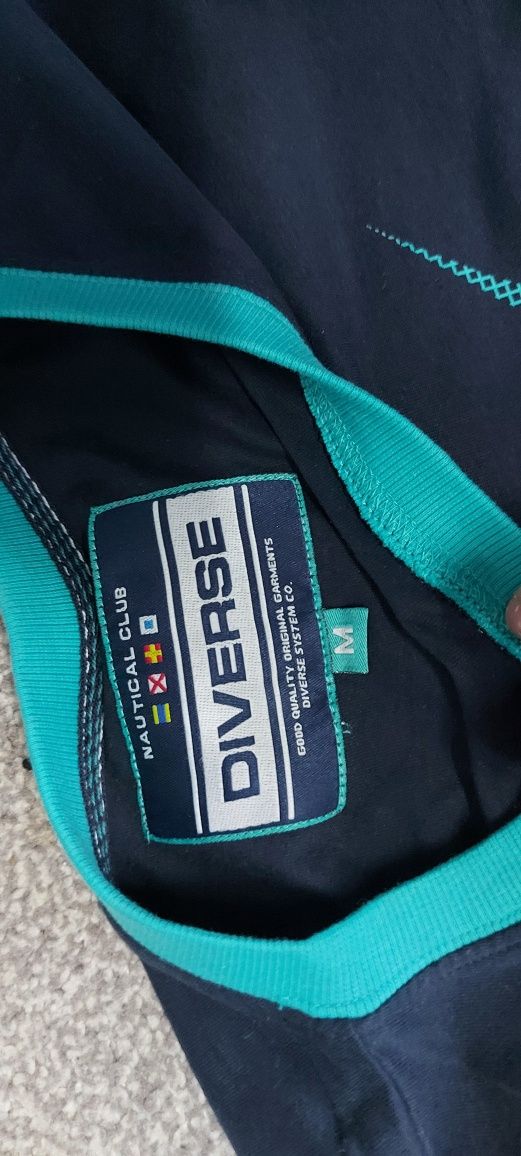 NAUTICAL CLUB
DIVERSE
GOOD QUALITY ORIGINAL GARMENTS
DIVERSE SYSTEM CO.
M